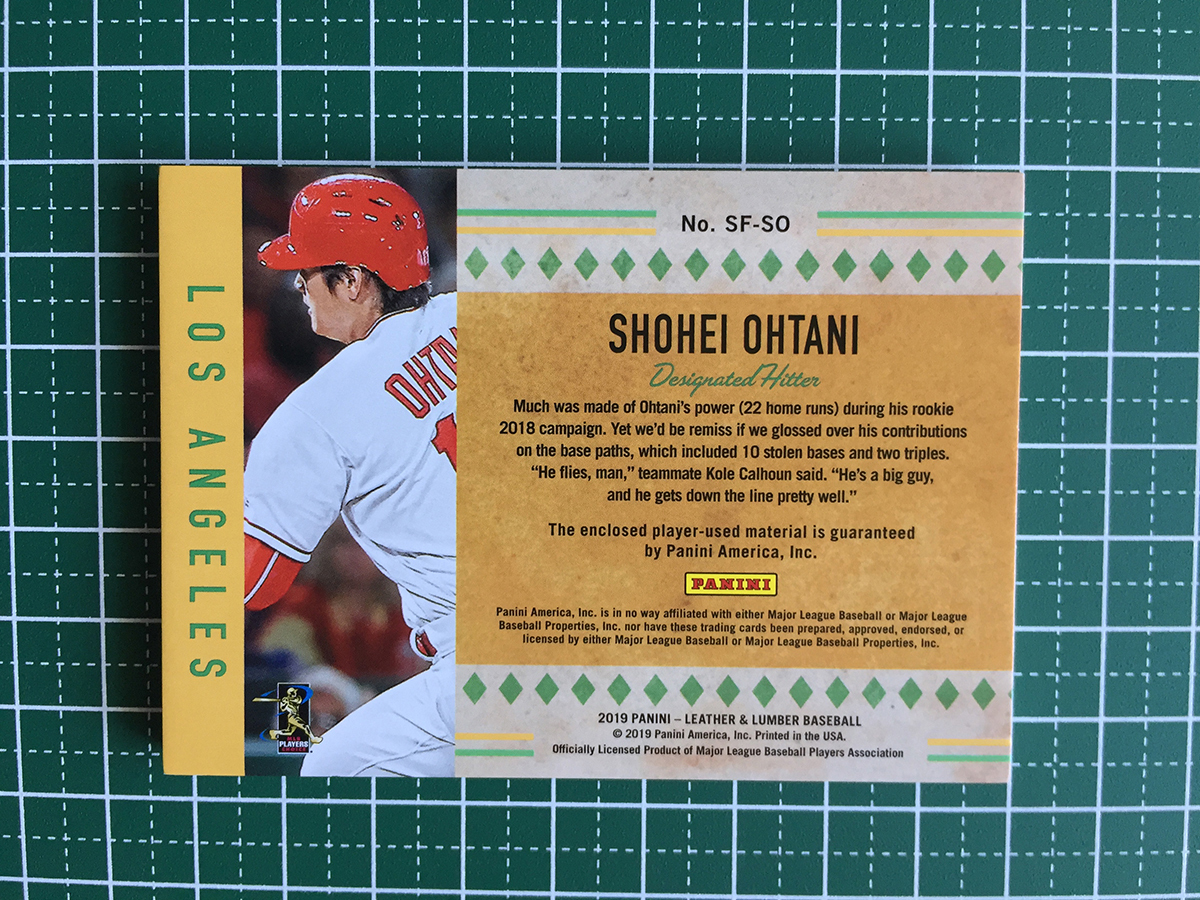 LOS ANGELES
OHTA
1
MLB
PLAYERS
CHOICE
No. SF-SO
SHOHEI OHTANI
Designated Hitter
Much was made of Ohtani's power (22 home runs) during his rookie
2018 campaign. Yet we'd be remiss if we glossed over his contributions
on the base paths, which included 10 stolen bases and two triples.
“He flies, man,” teammate Kole Calhoun said. “He's a big guy,
and he gets down the line pretty well.”
The enclosed player-used material is guaranteed
by Panini America, Inc.
PANINI
Panini America, Inc. is in no way affiliated with either Major League Baseball or Major League
Baseball Properties, Inc. nor have these trading cards been prepared, approved, endorsed, or
licensed by either Major League Baseball or Major League Baseball Properties, Inc.
2019 PANINI – LEATHER & LUMBER BASEBALL
© 2019 Panini America, Inc. Printed in the USA.
Officially Licensed Product of Major League Baseball Players Association